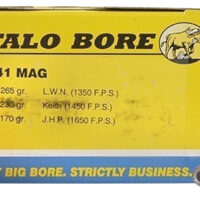 TALO BORE
41 MAG
265 gr. L.W.N. (1350 F.P.S.)
230 gr. Keith (1450 F.P.S.)
170 gr. J.H.P. (1650 F.P.S.)
BIG BORE. STRICTLY BUSINESS.